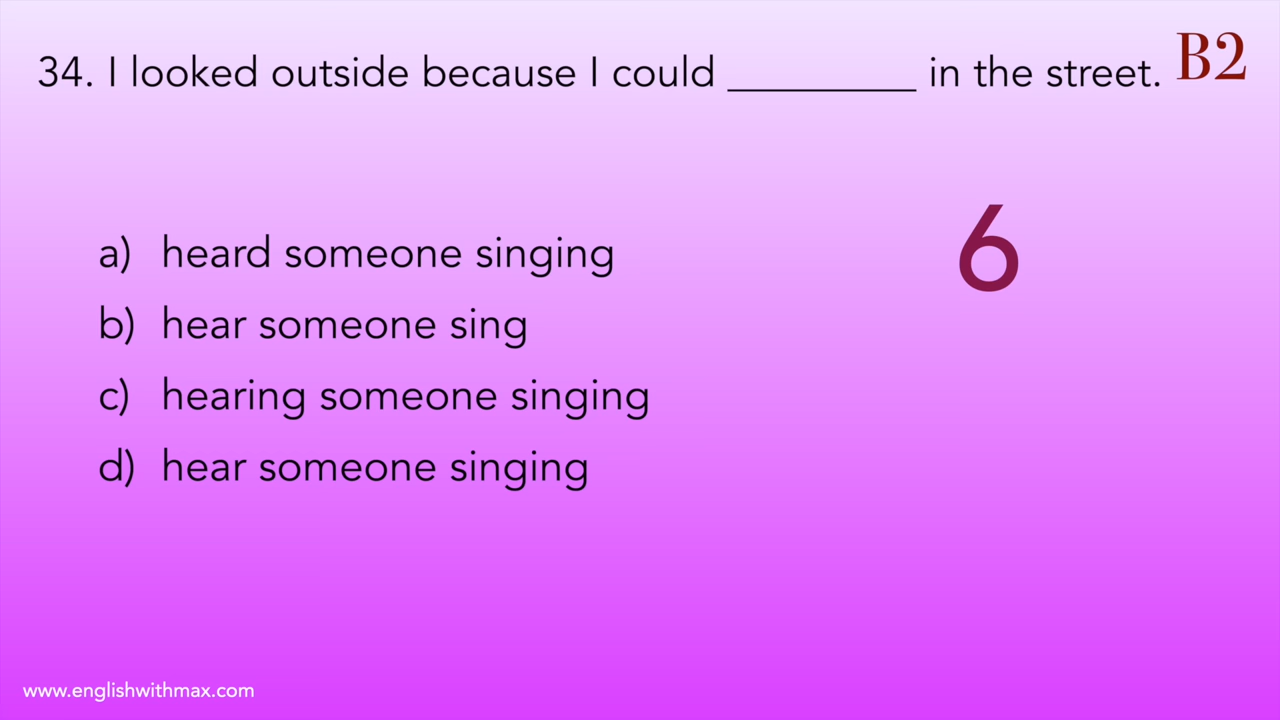 34. I looked outside because I could _________ in the street. B2
6
a) heard someone singing
b) hear someone sing
c) hearing someone singing
d) hear someone singing
www.englishwithmax.com